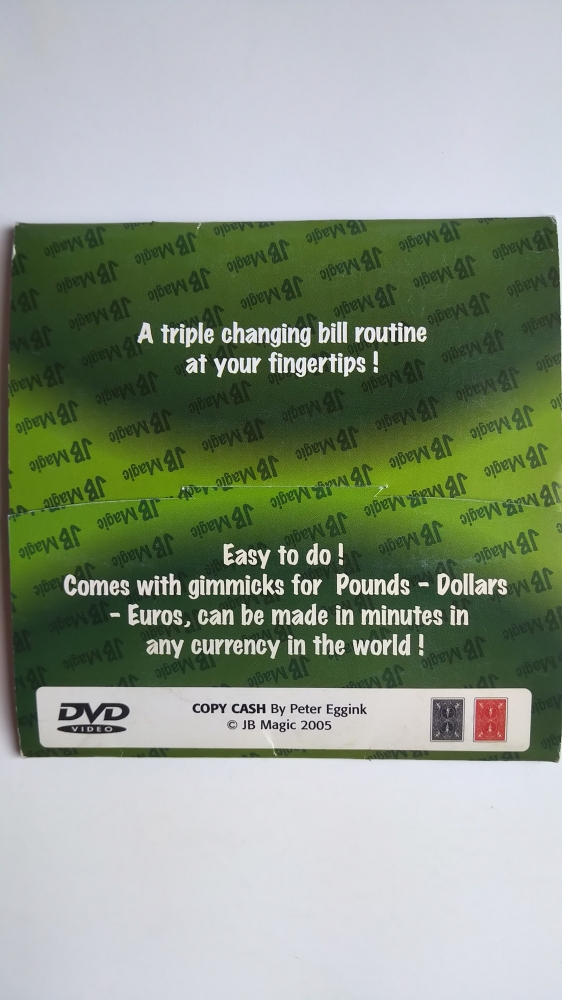 A triple changing bill routine
at your fingertips !
Easy to do !
Comes with gimmicks for Pounds - Dollars
- Euros, can be made in minutes in
any currency in the world !
DVD
VIDEO
COPY CASH By Peter Eggink
© JB Magic 2005
JB Magic